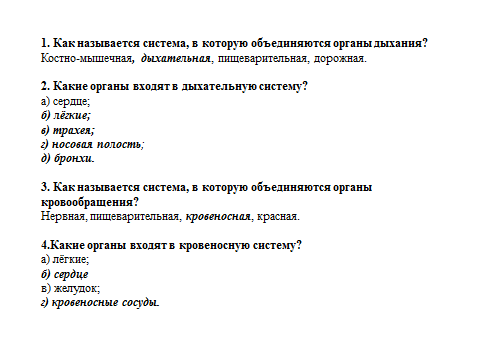 1. Как называется система, в которую объединяются органы дыхания?
Костно-мышечная, дыхательная, пищеварительная, дорожная.
2. Какие органы входят в дыхательную систему?
а) сердце;
б) лёгкие;
в) трахея;
г) носовая полость;
д) бронхи.
3. Как называется система, в которую объединяются органы
кровообращения?
Нервная, пищеварительная, кровеносная, красная.
4.Какие органы входят в кровеносную систему?
а) лёгкие;
б) сердце
в) желудок;
г) кровеносные сосуды.